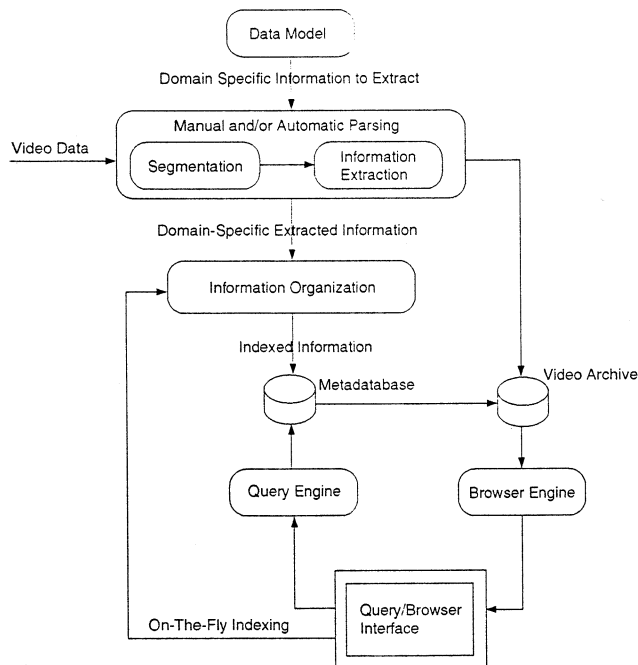 Data Model
Domain Specific Information to Extract
Manual and/or Automatic Parsing
Video Data
Segmentation
Information
Extraction
Domain-Specific Extracted Information
Information Organization
Indexed Information
Metadatabase
Video Archive
Query Engine
Browser Engine
On-The-Fly Indexing
Query/Browser
Interface